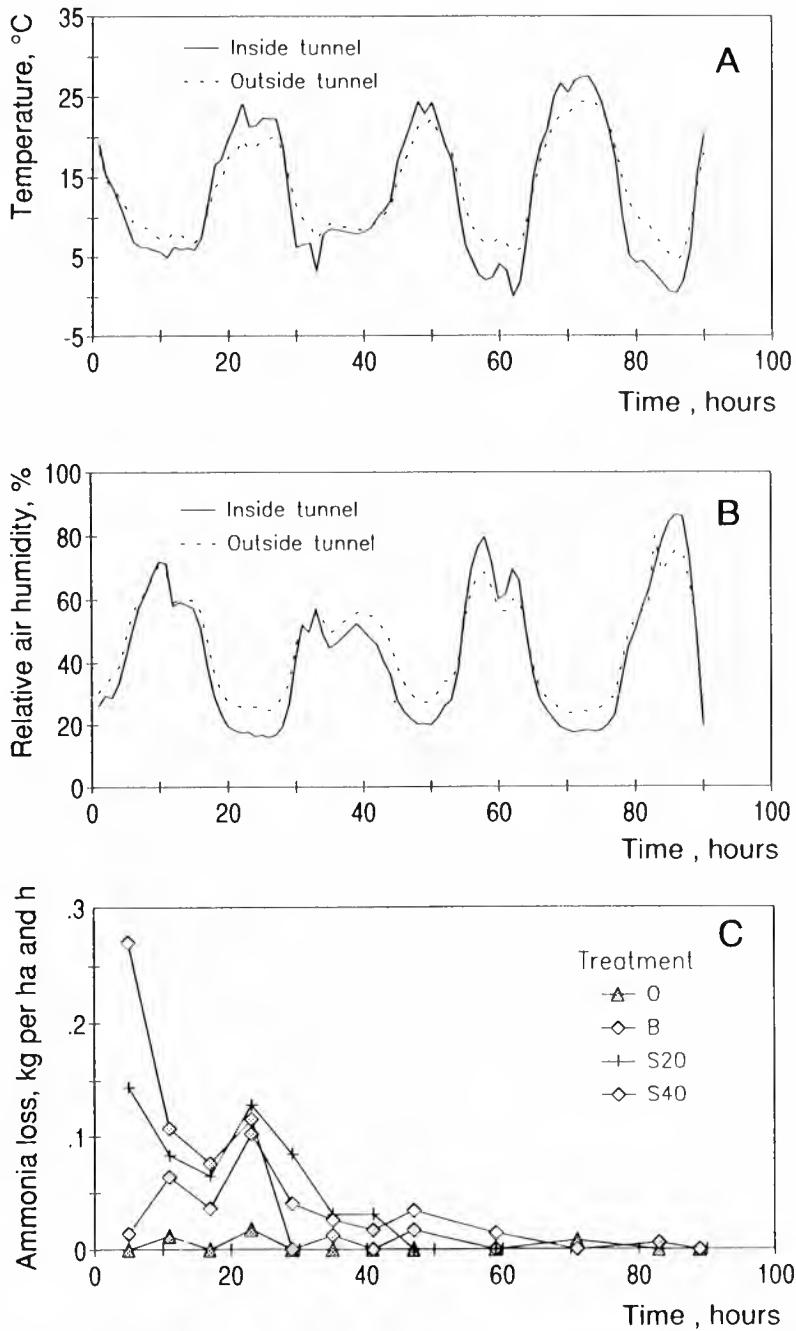 Temperature, °C
35
25
15
5
-5
A
Inside tunnel
Outside tunnel
0 20 40 60 80 100
Time , hours
Relative air humidity, %
100
80
60
40
20
0
B
Inside tunnel
Outside tunnel
0 20 40 60 80 100
Time , hours
Ammonia loss, kg per ha and h
.3
.2
.1
0
C
Treatment
O
B
S20
S40
0 20 40 60 80 100
Time , hours